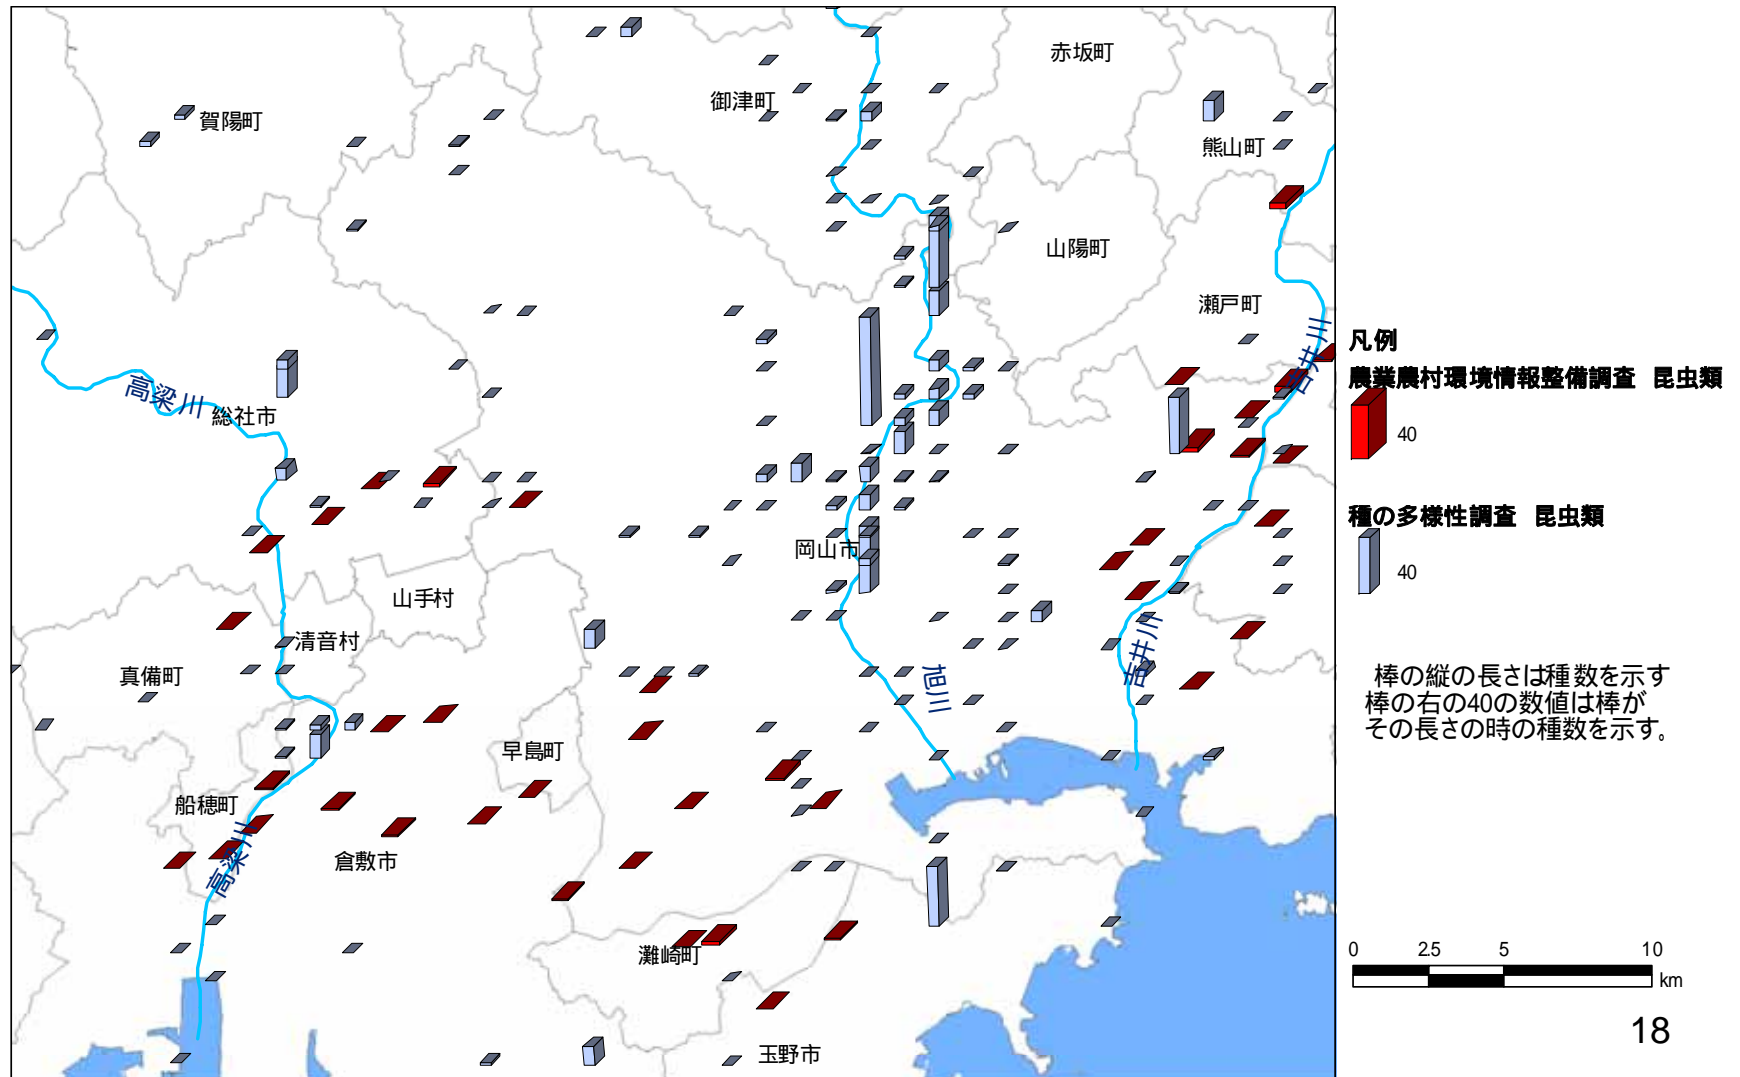 赤坂町
御津町
賀陽町
熊山町
山陽町
瀬戸町
吉井川
高梁川
総社市
岡山市
山手村
清音村
吉井川
真備町
旭川
早島町
船穂町
高梁川
倉敷市
灘崎町
玉野市
凡例
農業農村環境情報整備調査 昆虫類
40
種の多様性調査 昆虫類
40
棒の縦の長さは種数を示す
棒の右の40の数値は棒が
その長さの時の種数を示す。
0 2.5 5 10
km
18